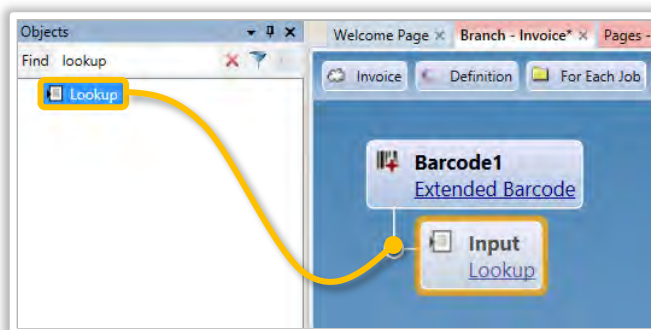 Objects
Find lookup
Lookup
Welcome Page
Branch - Invoice*
Pages -
Invoice
Definition
For Each Job
Barcode1
Extended Barcode
Input
Lookup